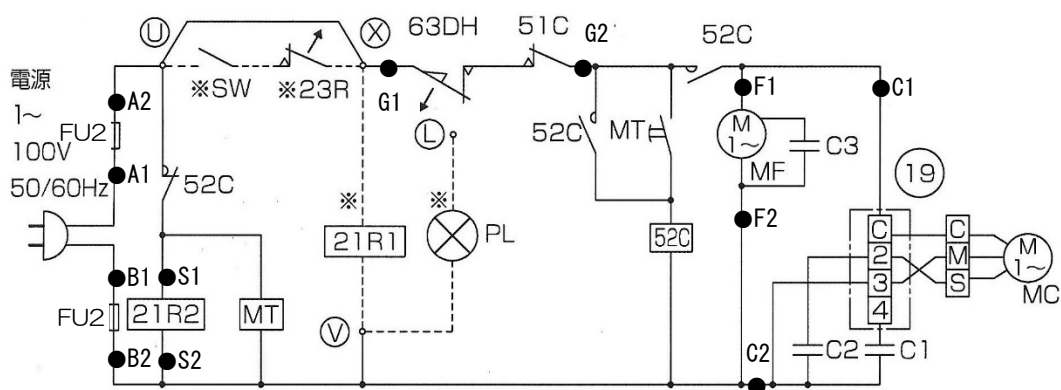 U
X
63DH
51C
G2
52C
電源
1~
100V
50/60Hz
A2
FU2
A1
※SW
※23R
G1
L
52C
MT
F1
M
1~
MF
C3
C1
19
52C
※
21R1
※
PL
52C
F2
C
2
3
4
C
M
S
M
1~
MC
B1
FU2
B2
S1
21R2
S2
MT
V
C2
C2
C1